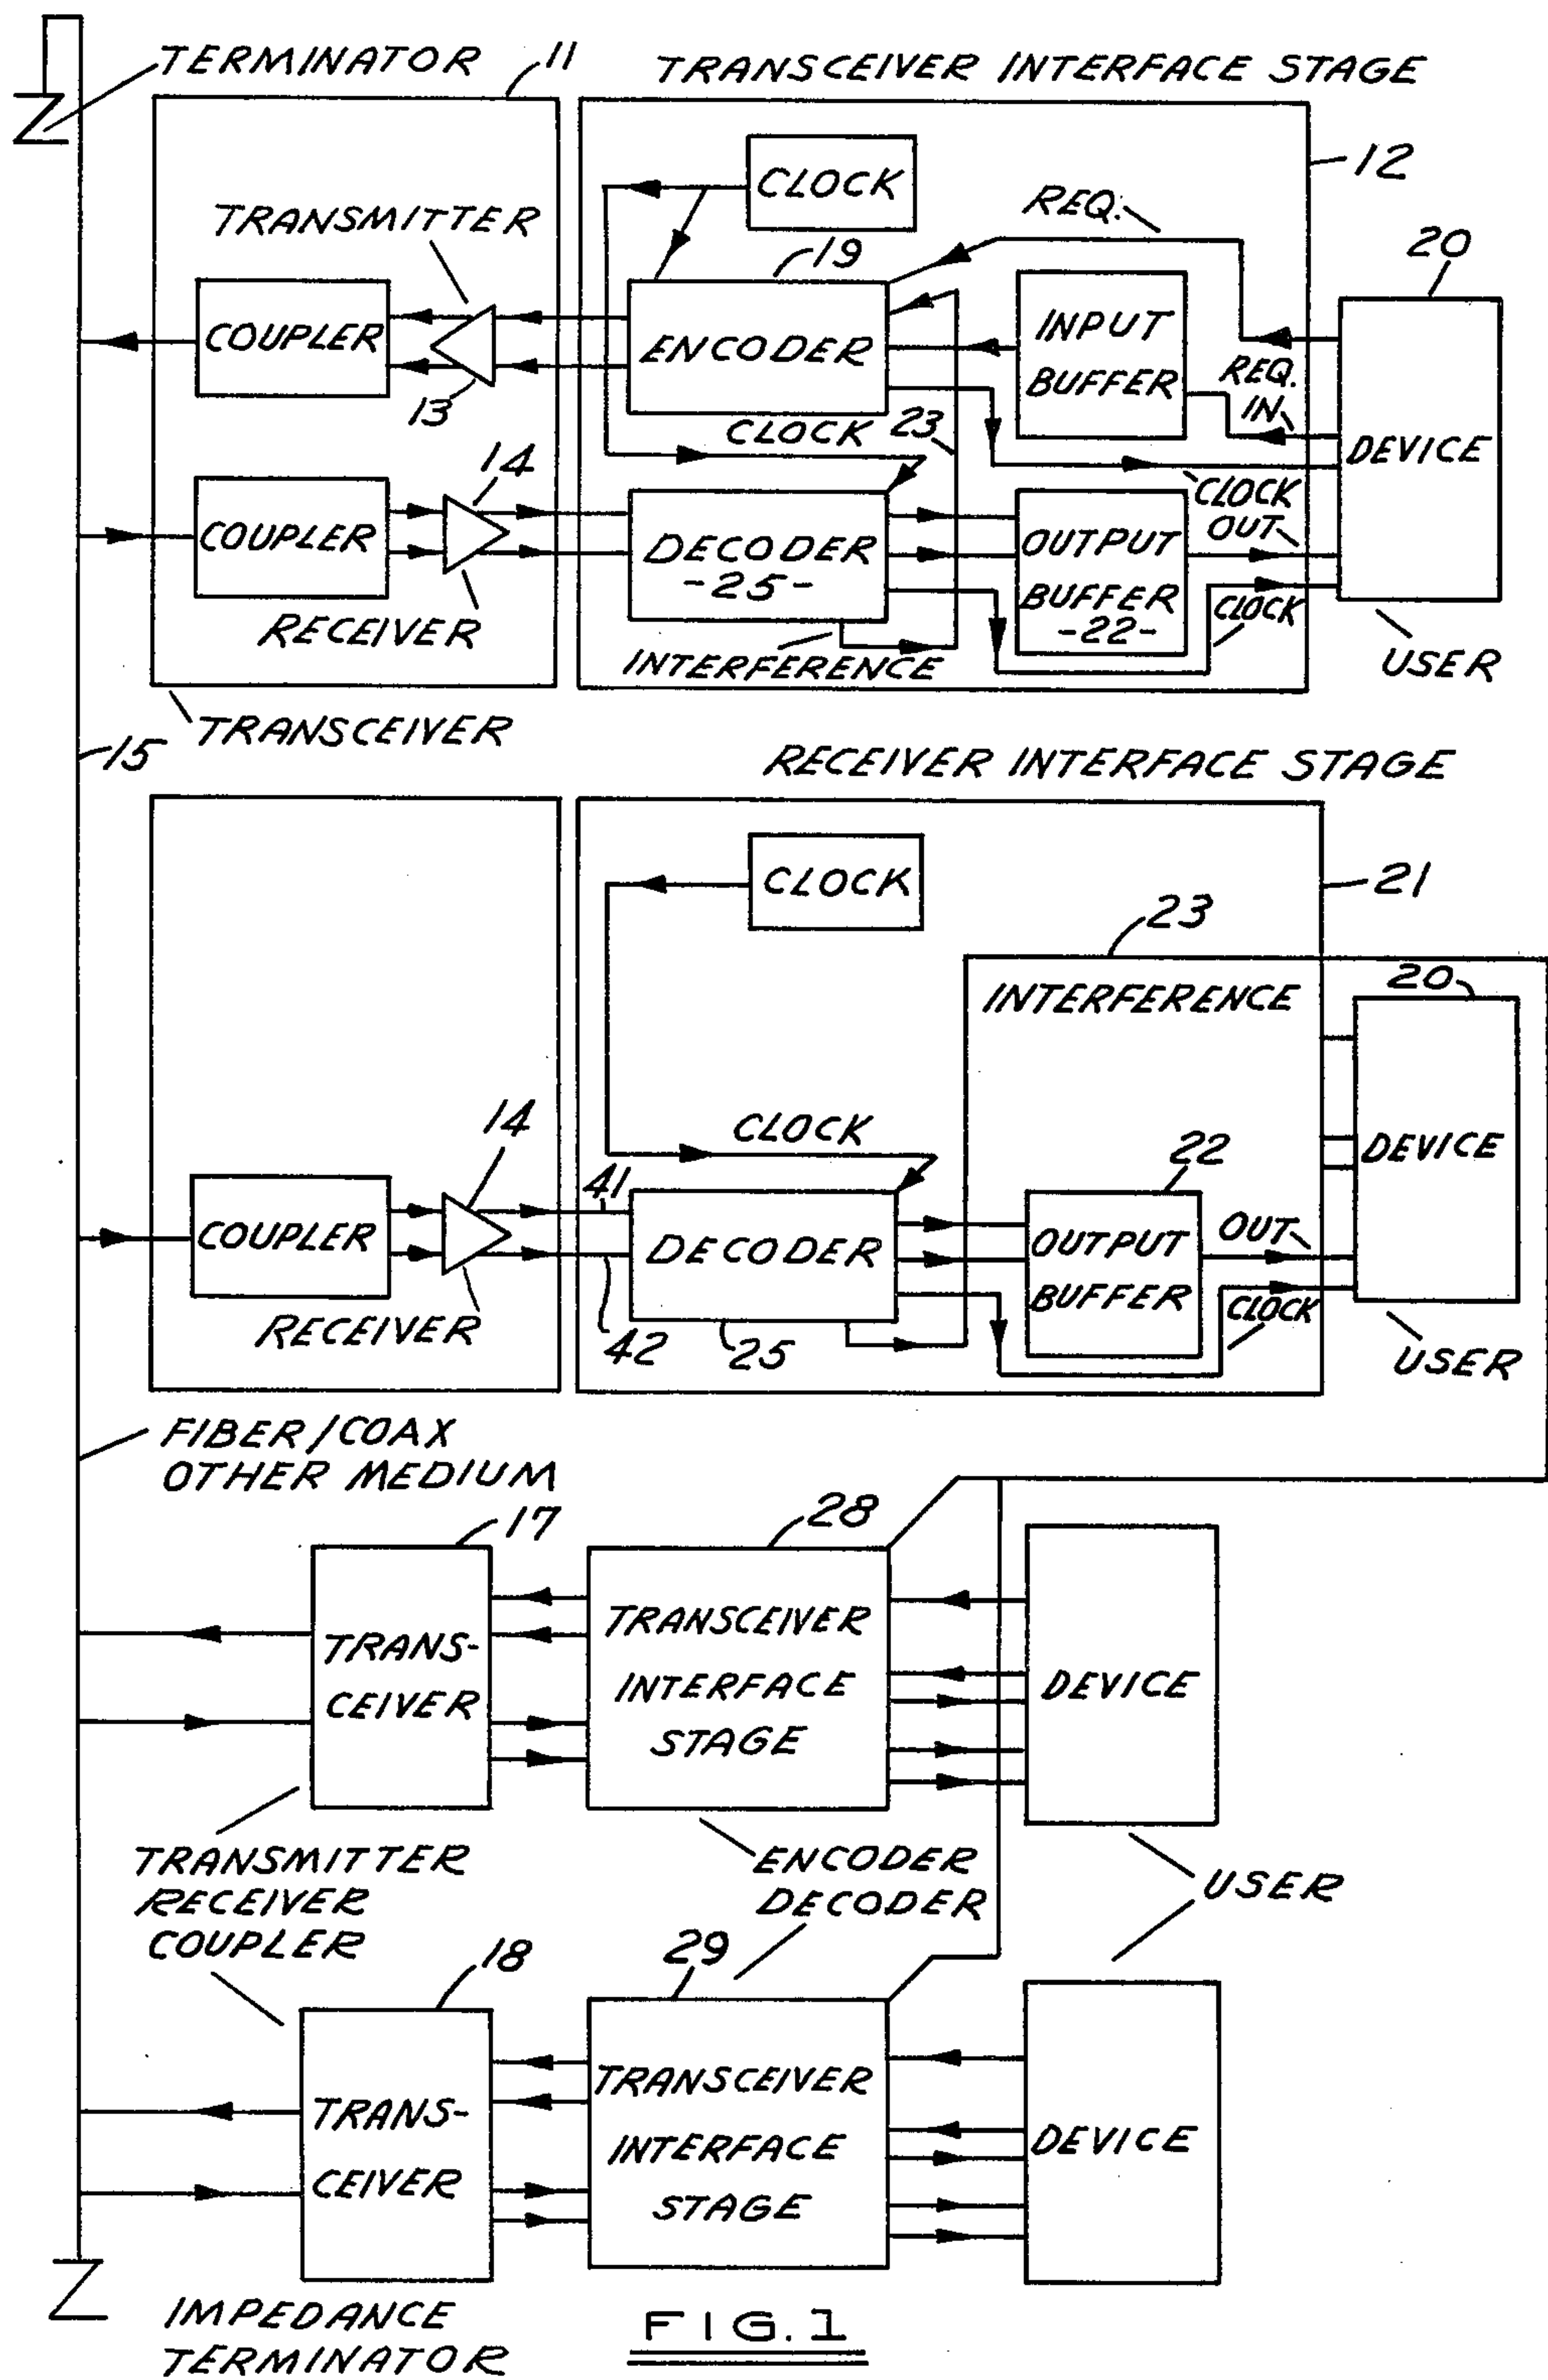 TERMINATOR
11
TRANSCEIVER INTERFACE STAGE
12
CLOCK
REQ.
TRANSMITTER
19
20
COUPLER
ENCODER
INPUT
BUFFER
REQ.
IN
13
CLOCK
23
DEVICE
14
CLOCK
COUPLER
DECODER
-25-
OUTPUT
BUFFER
-22-
OUT
CLOCK
RECEIVER
INTERFERENCE
USER
TRANSCEIVER
15
RECEIVER INTERFACE STAGE
CLOCK
21
23
20
INTERFERENCE
14
CLOCK
22
DEVICE
41
COUPLER
DECODER
OUTPUT
BUFFER
OUT
CLOCK
RECEIVER
42
25
USER
FIBER/COAX
OTHER MEDIUM
17
28
TRANS-
CEIVER
TRANSCEIVER
INTERFACE
STAGE
DEVICE
TRANSMITTER
RECEIVER
COUPLER
ENCODER
DECODER
USER
18
29
TRANS-
CEIVER
TRANSCEIVER
INTERFACE
STAGE
DEVICE
IMPEDANCE
TERMINATOR
FIG. 1